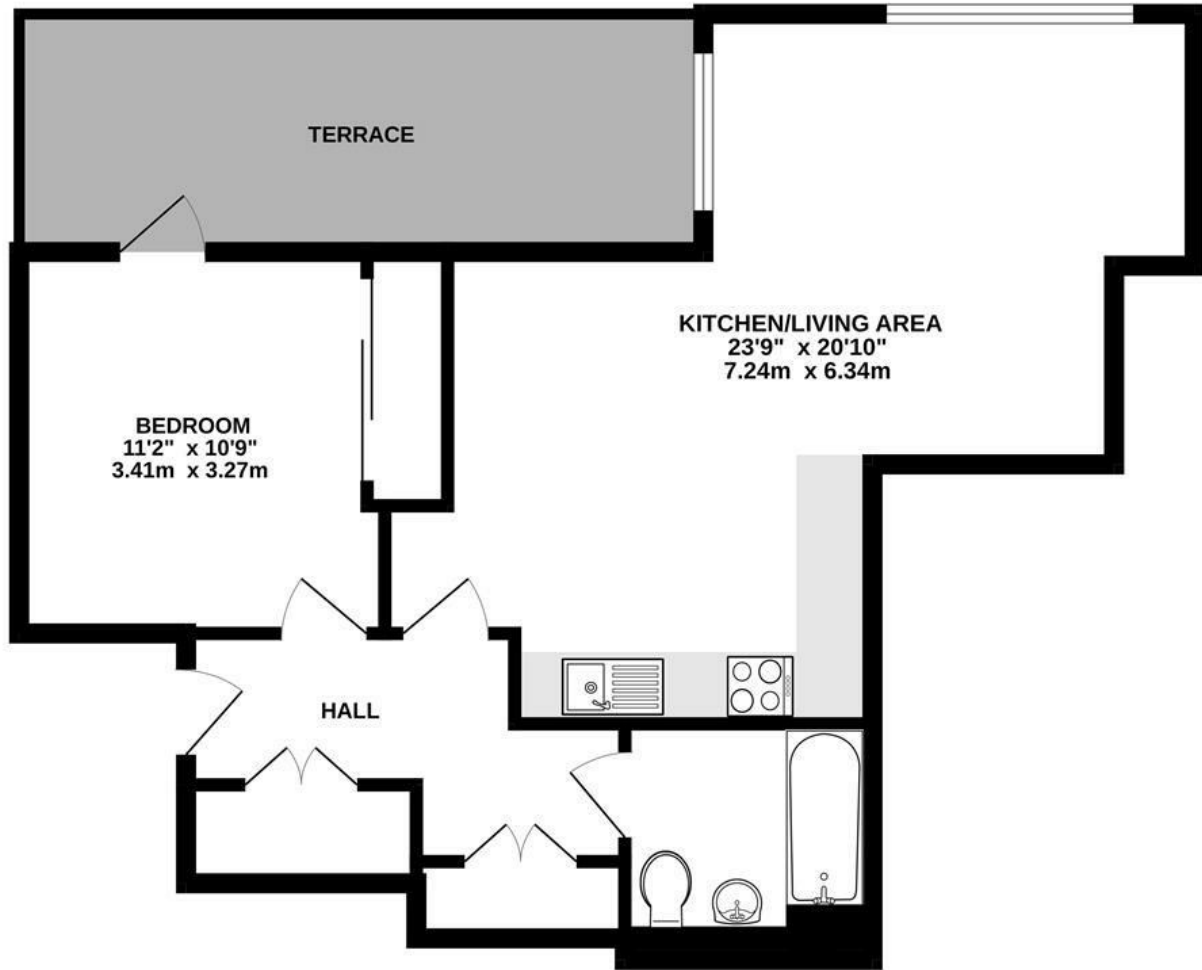 TERRACE
KITCHEN/LIVING AREA
23'9" x 20'10"
7.24m x 6.34m
BEDROOM
11'2" x 10'9"
3.41m x 3.27m
HALL